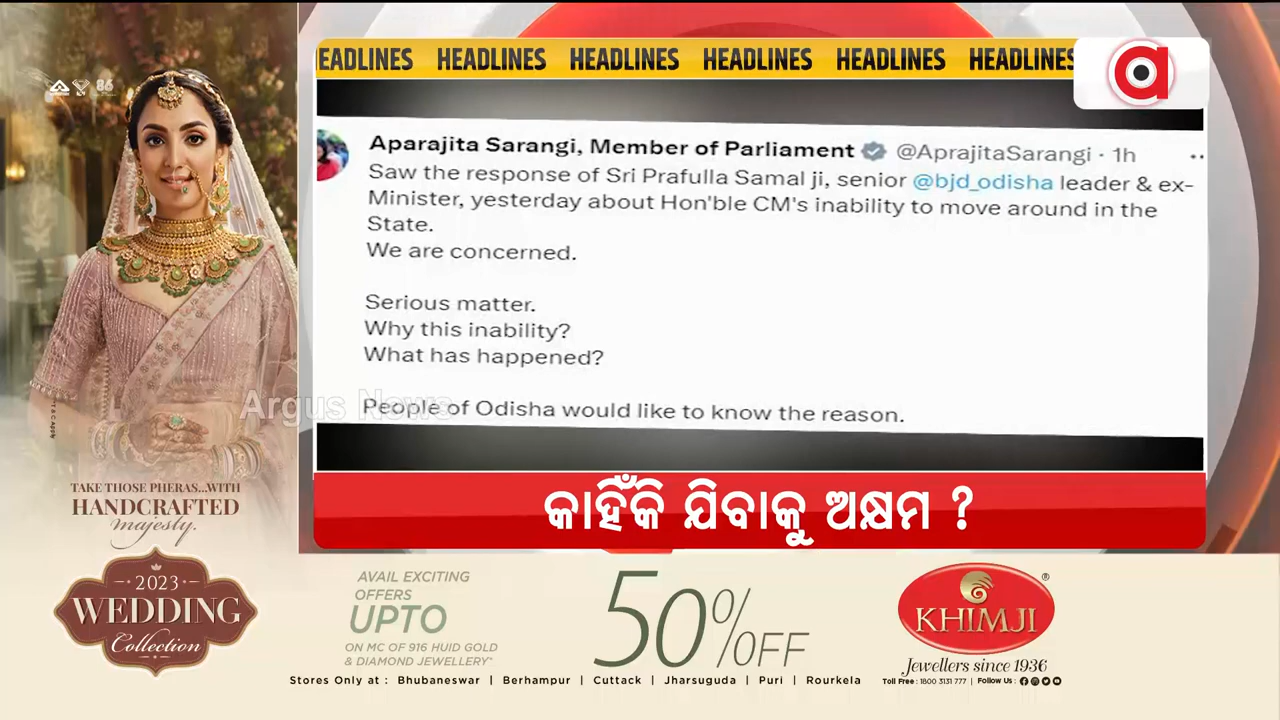 EADLINES HEADLINES HEADLINES HEADLINES HEADLINES HEADLINES
a
86
Aparajita Sarangi, Member of Parliament @AprajitaSarangi · 1h
Saw the response of Sri Prafulla Samal ji, senior @bjd_odisha leader & ex-
Minister, yesterday about Hon'ble CM's inability to move around in the
State.
We are concerned.
Serious matter.
Why this inability?
What has happened?
People of Odisha would like to know the reason.
Argus News
କାହିଁକି ଯିବାକୁ ଅକ୍ଷମ ?
T & C Apply
TAKE THOSE PHERAS...WITH
HANDCRAFTED
majesty.
2023
WEDDING
Collection
AVAIL EXCITING
OFFERS
UPTO
ON MC OF 916 HUID GOLD
& DIAMOND JEWELLERY*
50% OFF
KHIMJI®
Jewellers since 1936
Stores Only at : Bhubaneswar | Berhampur | Cuttack | Jharsuguda | Puri | Rourkela
Toll Free : 1800 3131 777 | Follow Us :